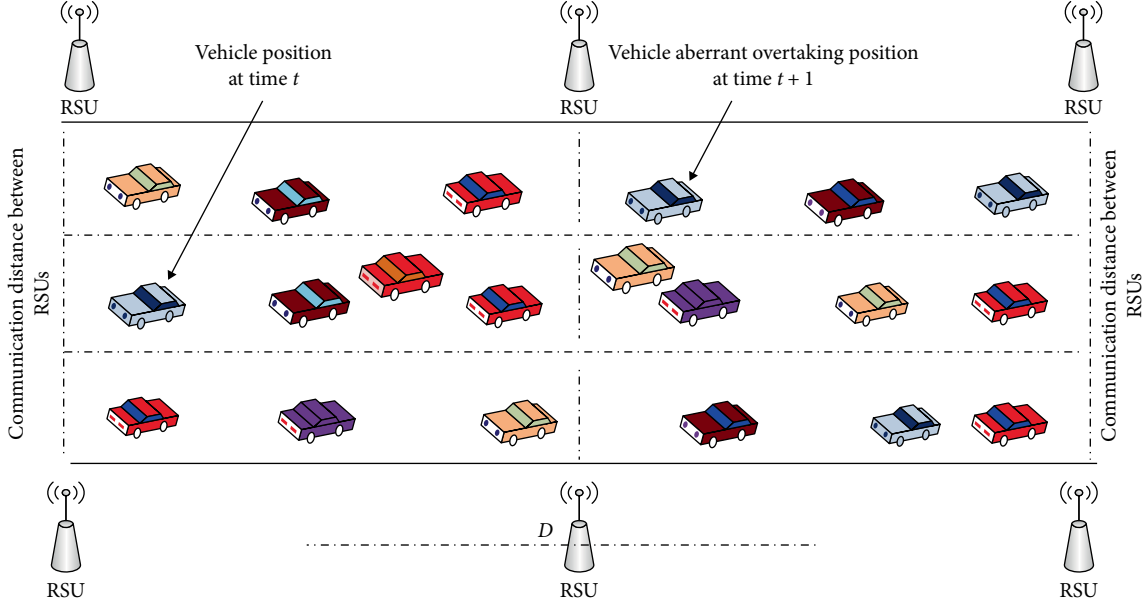 RSU
RSU
RSU
Vehicle position
at time t
Vehicle aberrant overtaking position
at time t + 1
Communication distance between
RSUs
Communication distance between
RSUs
D
RSU
RSU
RSU